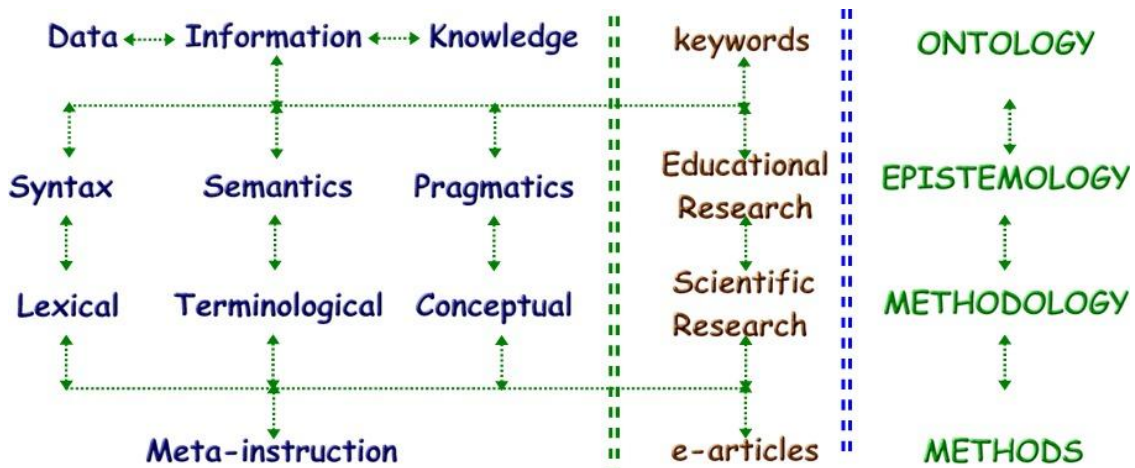 Data Information Knowledge keywords ONTOLOGY
Syntax Semantics Pragmatics Educational Research EPISTEMOLOGY
Lexical Terminological Conceptual Scientific Research METHODOLOGY
Meta-instruction e-articles METHODS